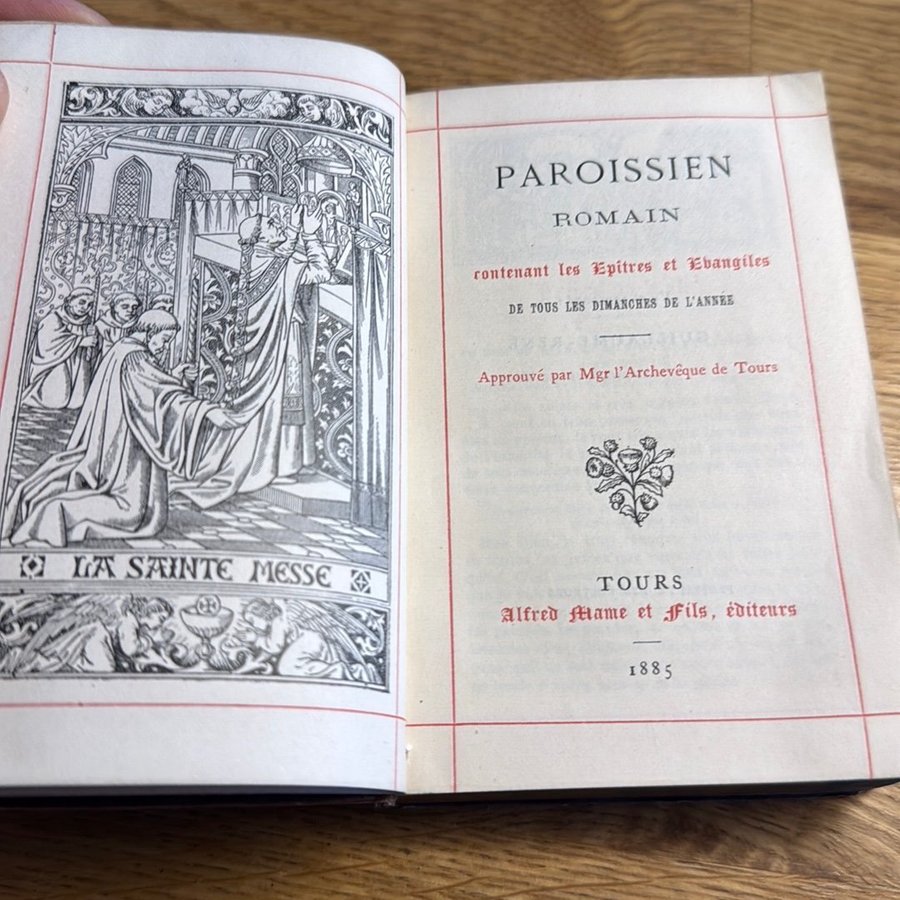 LA SAINTE MESSE
PAROISSIEN
ROMAIN
contenant les Epîtres et Evangiles
DE TOUS LES DIMANCHES DE L'ANNÉE
Approuvé par Mgr l'Archevêque de Tours
TOURS
Alfred Mame et Fils, éditeurs
1885